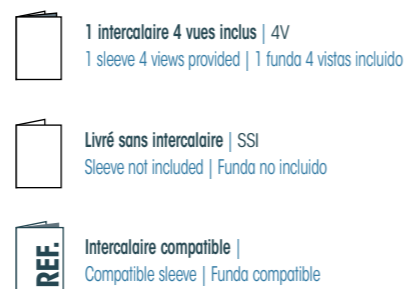 1 intercalaire 4 vues inclus | 4V
1 sleeve 4 views provided | 1 funda 4 vistas incluido
Livré sans intercalaire | SSI
Sleeve not included | Funda no incluido
REF.
Intercalaire compatible |
Compatible sleeve | Funda compatible